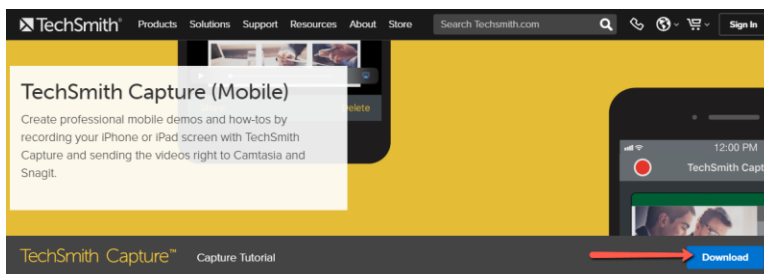 TechSmith® Products Solutions Support Resources About Store Search Techsmith.com Sign In
Delete
TechSmith Capture (Mobile)
Create professional mobile demos and how-tos by
recording your iPhone or iPad screen with TechSmith
Capture and sending the videos right to Camtasia and
Snagit.
12:00 PM
TechSmith Capt
TechSmith Capture™ Capture Tutorial Download